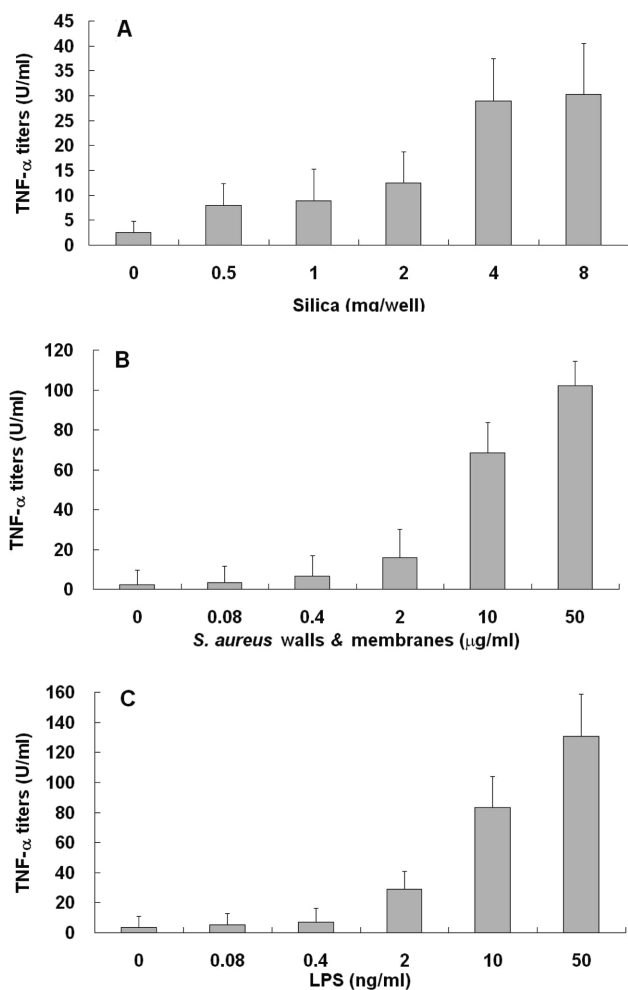 A
TNF-α titers (U/ml)
45
40
35
30
25
20
15
10
5
0
0 0.5 1 2 4 8
Silica (mg/well)
B
TNF-α titers (U/ml)
120
100
80
60
40
20
0
0 0.08 0.4 2 10 50
S. aureus walls & membranes (μg/ml)
C
TNF-α titers (U/ml)
160
140
120
100
80
60
40
20
0
0 0.08 0.4 2 10 50
LPS (ng/ml)